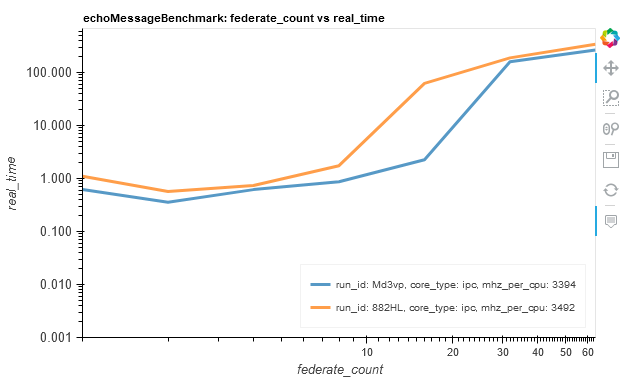 echoMessageBenchmark: federate_count vs real_time
100.000
10.000
1.000
0.100
0.010
0.001
real_time
run_id: Md3vp, core_type: ipc, mhz_per_cpu: 3394
run_id: 882HL, core_type: ipc, mhz_per_cpu: 3492
10 20 30 40 50 60
federate_count